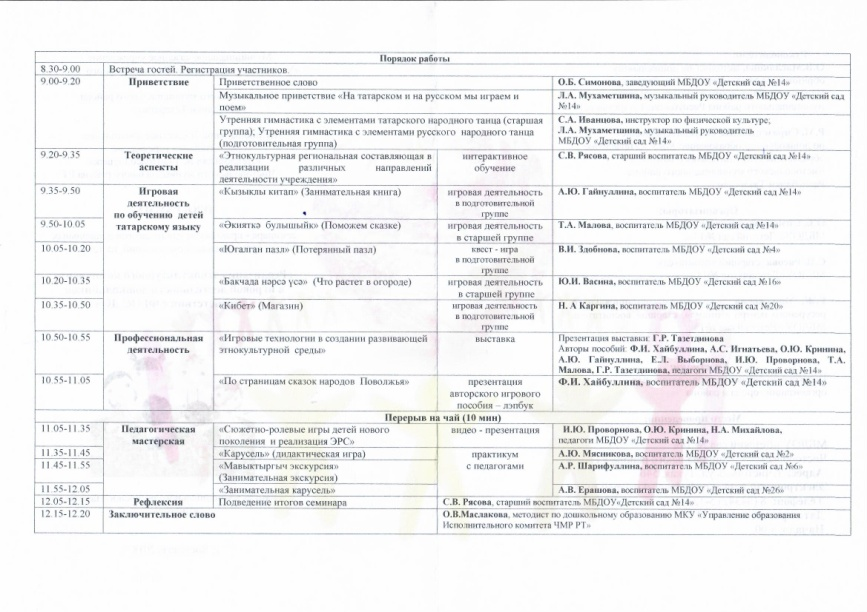 Порядок работы
8.30-9.00 Встреча гостей. Регистрация участников.
9.00-9.20 Приветствие Приветственное слово О.Б. Симонова, заведующий МБДОУ «Детский сад №14»
Музыкальное приветствие «На татарском и на русском мы играем и поем» Л.А. Мухаметшина, музыкальный руководитель МБДОУ «Детский сад №14»
Утренняя гимнастика с элементами татарского народного танца (старшая группа); Утренняя гимнастика с элементами русского народного танца (подготовительная группа) С.А. Иванцова, инструктор по физической культуре, Л.А. Мухаметшина, музыкальный руководитель МБДОУ «Детский сад №14»
9.20-9.35 Теоретические аспекты «Этнокультурная региональная составляющая в реализации различных направлений деятельности учреждения» интерактивное обучение С.В. Рясова, старший воспитатель МБДОУ «Детский сад №14»
9.35-9.50 Игровая деятельность по обучению детей татарскому языку «Кызыклы китап» (Занимательная книга) игровая деятельность в подготовительной группе А.Ю. Гайнуллина, воспитатель МБДОУ «Детский сад №14»
9.50-10.05 «Әкияткә булышыйк» (Поможем сказке) игровая деятельность в старшей группе Т.А. Малова, воспитатель МБДОУ «Детский сад №14»
10.05-10.20 «Югалган пазл» (Потерянный пазл) квест - игра в подготовительной группе В.И. Здобнова, воспитатель МБДОУ «Детский сад №4»
10.20-10.35 «Бакчада нәрсә үсә» (Что растет в огороде) игровая деятельность в старшей группе Ю.И. Васина, воспитатель МБДОУ «Детский сад №16»
10.35-10.50 «Кибет» (Магазин) игровая деятельность в подготовительной группе Н. А Каргина, воспитатель МБДОУ «Детский сад №20»
10.50-10.55 Профессиональная деятельность «Игровые технологии в создании развивающей этнокультурной среды» выставка Презентация выставки: Г.Р. Тазетдинова
Авторы пособий: Ф.И. Хайбуллина, А.С. Игнатьева, О.Ю. Кринина, А.Ю. Гайнуллина, Е.Л. Выборнова, И.Ю. Проворнова, Т.А. Малова, Г.Р. Тазетдинова, педагоги МБДОУ «Детский сад №14»
10.55-11.05 «По страницам сказок народов Поволжья» презентация авторского игрового пособия – лэпбук Ф.И. Хайбуллина, воспитатель МБДОУ «Детский сад №14»
Перерыв на чай (10 мин)
11.05-11.35 Педагогическая мастерская «Сюжетно-ролевые игры детей нового поколения и реализация ЭРС» видео - презентация И.Ю. Проворнова, О.Ю. Кринина, Н.А. Михайлова, педагоги МБДОУ «Детский сад №14»
11.35-11.45 «Карусель» (дидактическая игра) практикум с педагогами А.Ю. Мясникова, воспитатель МБДОУ «Детский сад №2»
11.45-11.55 «Мавыктыргыч экскурсия» (Занимательная экскурсия) А.Р. Шарифуллина, воспитатель МБДОУ «Детский сад №6»
11.55-12.05 «Занимательная карусель» А.В. Ерашова, воспитатель МБДОУ «Детский сад №26»
12.05-12.15 Рефлексия Подведение итогов семинара С.В. Рясова, старший воспитатель МБДОУ«Детский сад №14»
12.15-12.20 Заключительное слово О.В.Маслакова, методист по дошкольному образованию МКУ «Управление образования Исполнительного комитета ЧМР РТ»